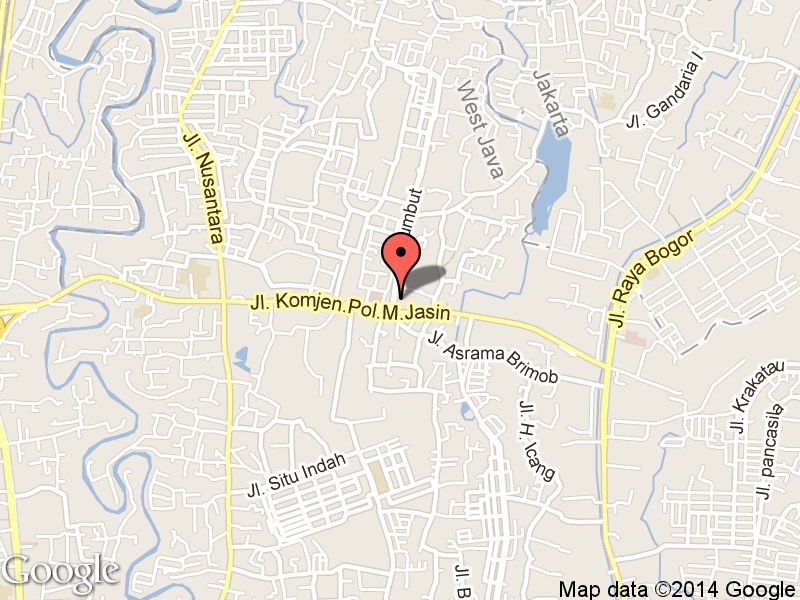 Jl. Gandaria I
Jakarta
West Java
Jl. Nusantara
Jl. Raya Bogor
Jl. Komjen.Pol.M.Jasin
Jl. Asrama Brimob
Jl. Krakatau
Jl. H. Icang
Jl. pancasila
Jl. Situ Indah
Jl. B
Google
Map data ©2014 Google